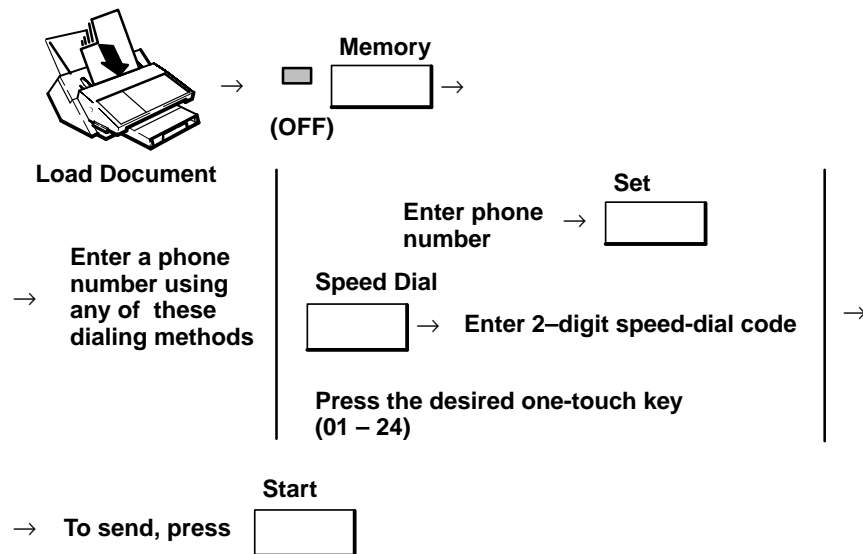 Memory
→
→
(OFF)
Load Document
Set
Enter phone
number
→
→
Enter a phone
number using
any of these
dialing methods
Speed Dial
→
Enter 2–digit speed-dial code
→
Press the desired one-touch key
(01 – 24)
Start
→
To send, press